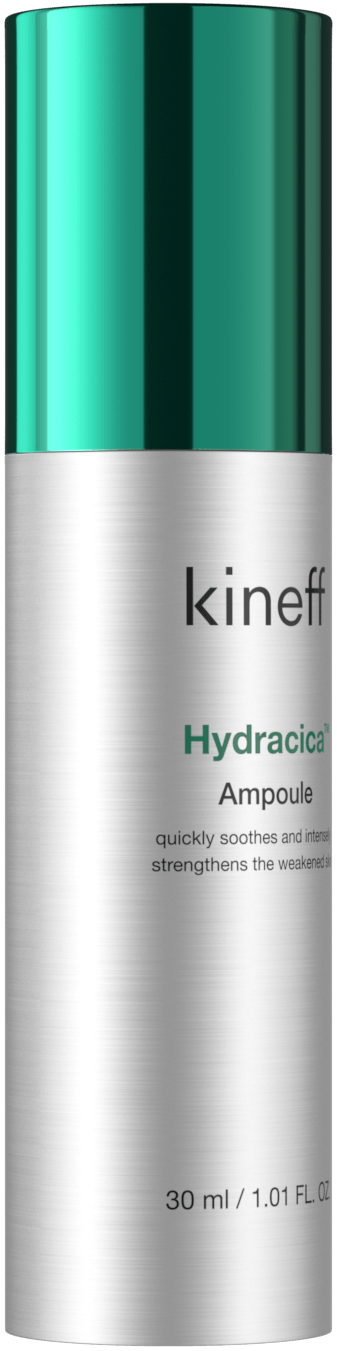 kineff
Hydracica™
Ampoule
quickly soothes and
strengthens the weakened
30 ml / 1.01 FL. OZ.